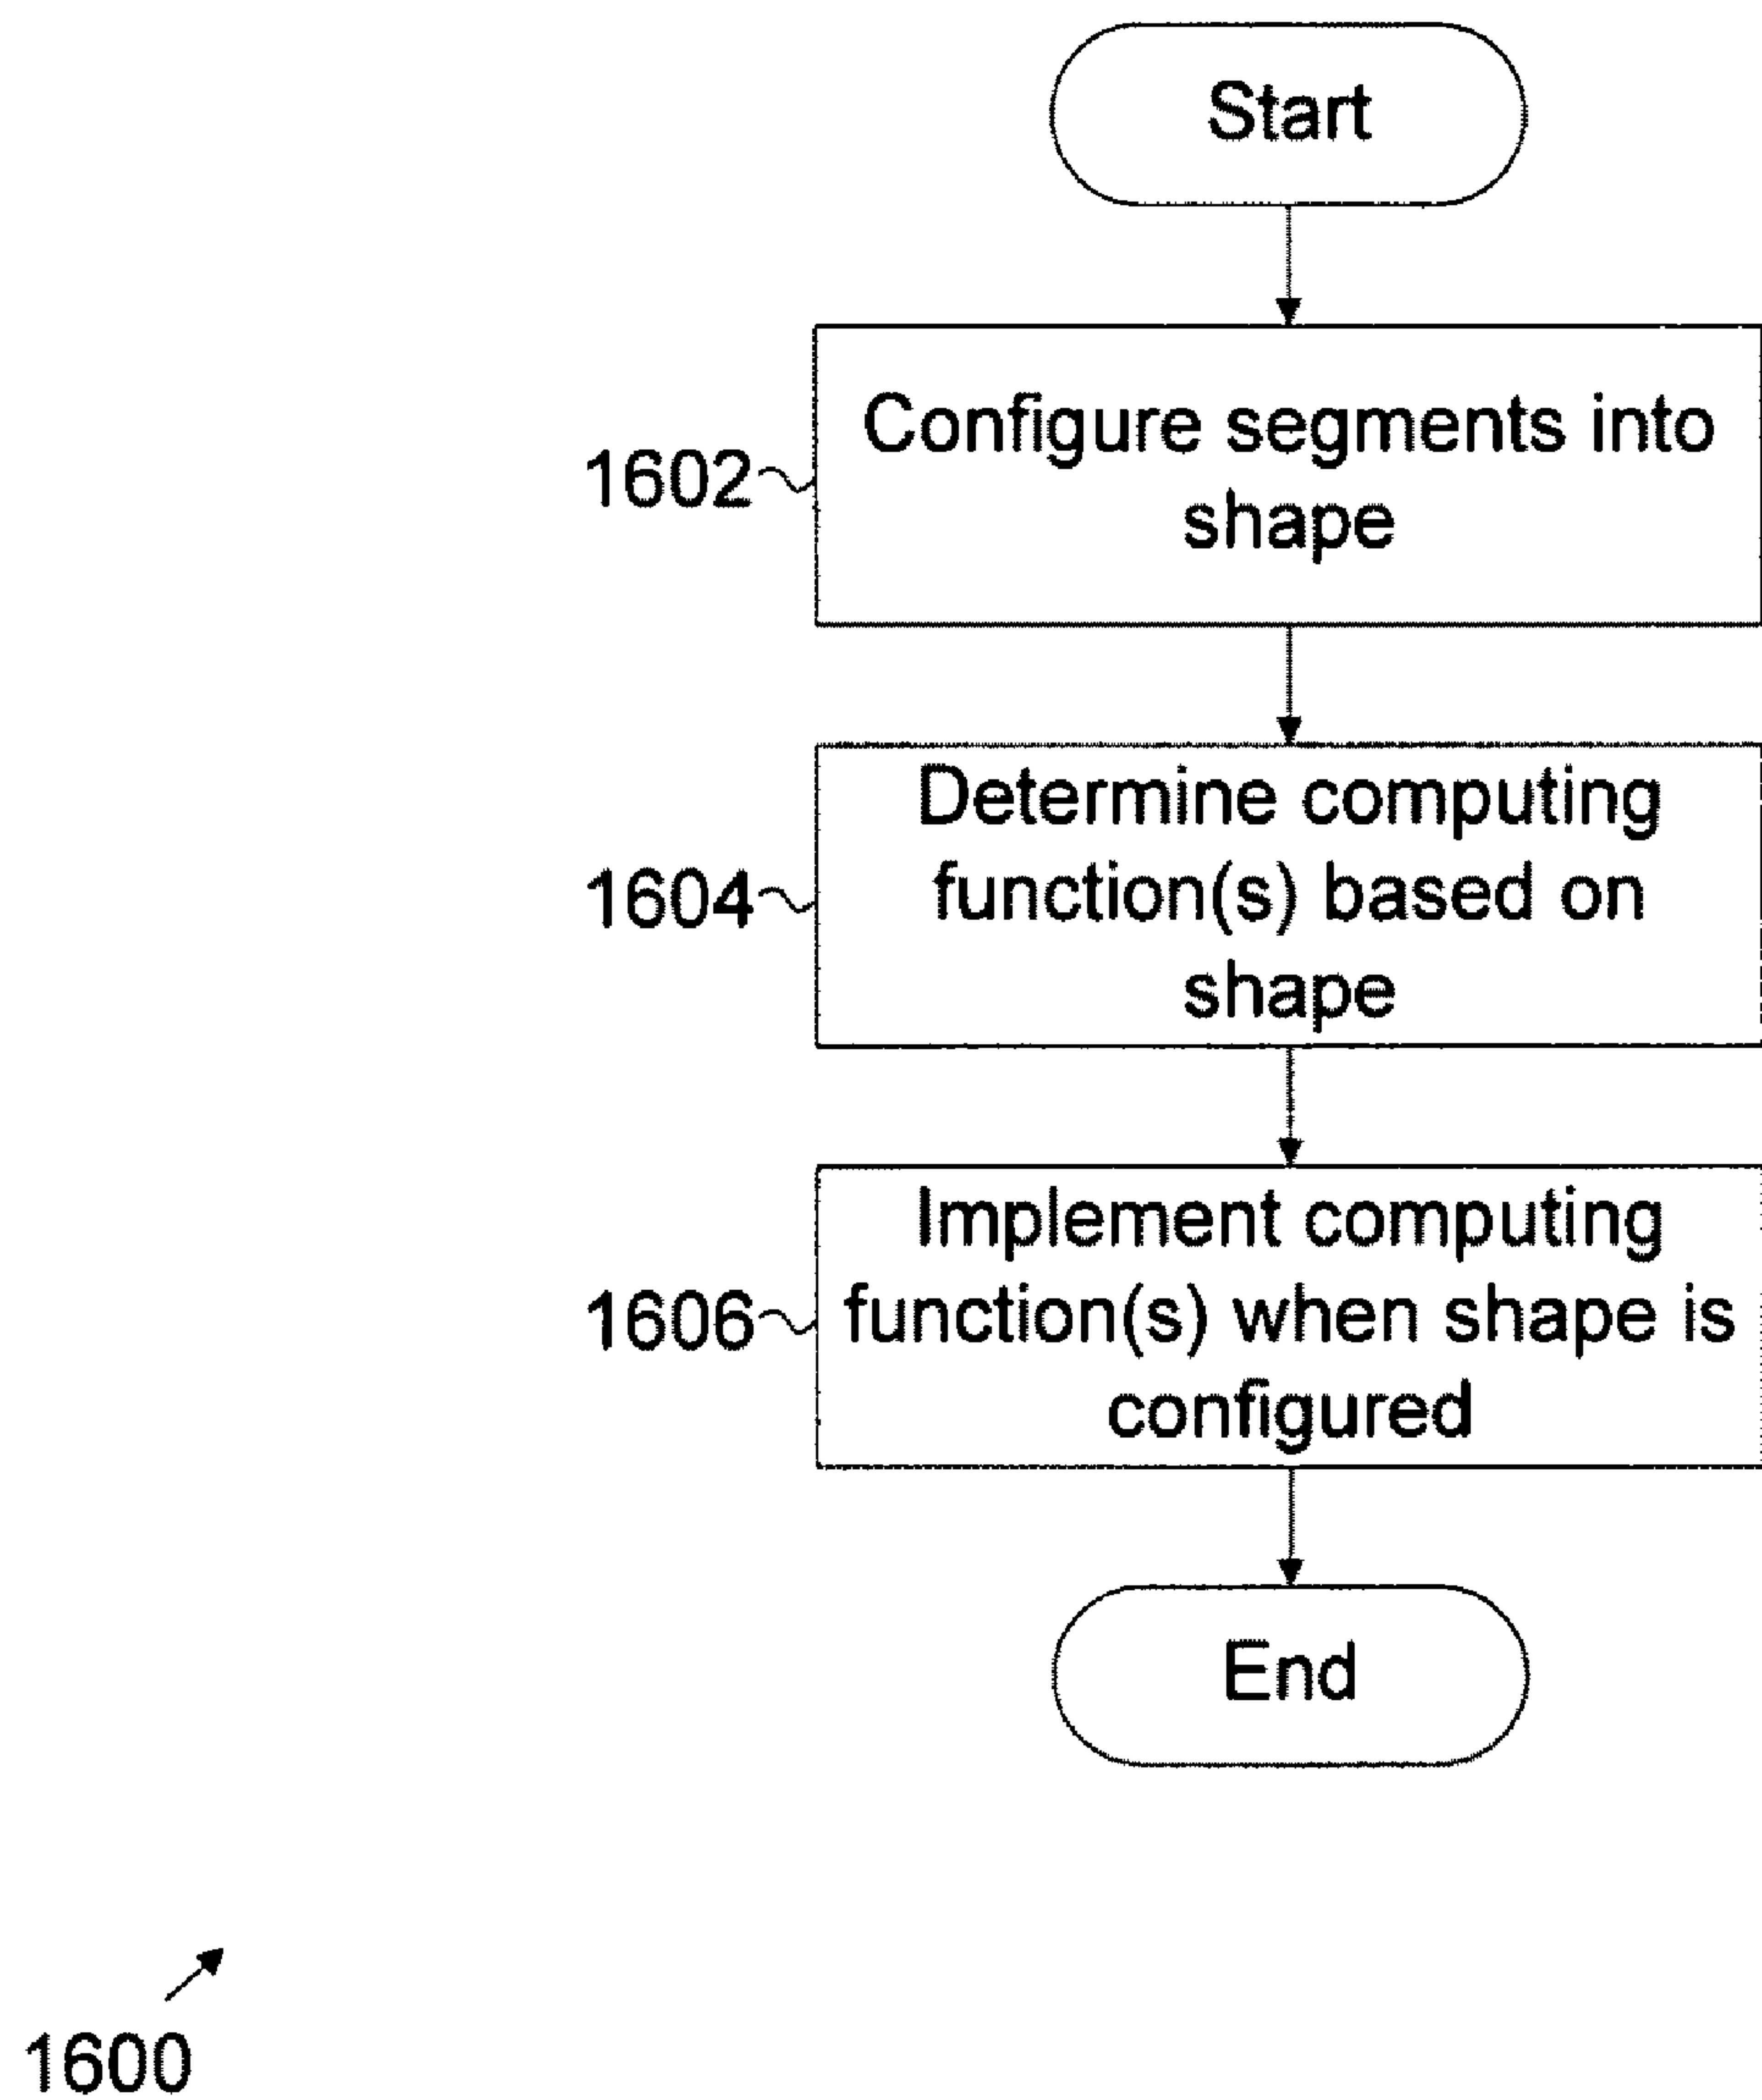 Start
Configure segments into
shape
1602
Determine computing
function(s) based on
shape
1604
Implement computing
function(s) when shape is
configured
1606
End
1600